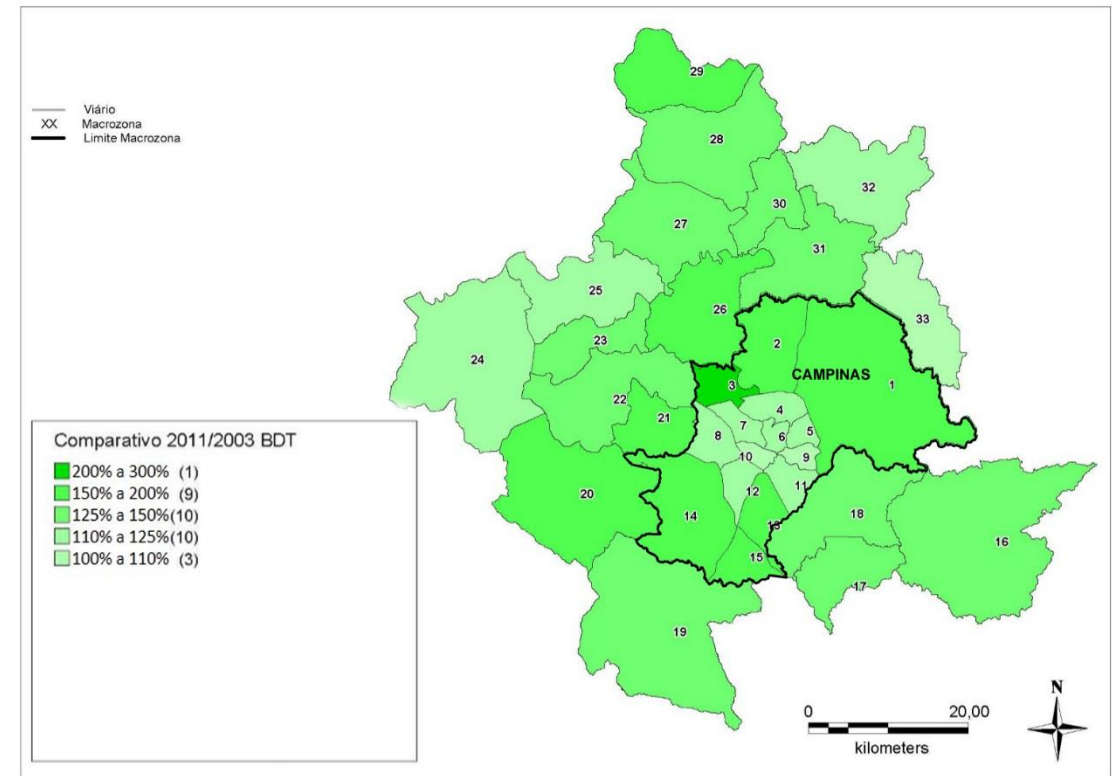 Viário
XX Macrozona
Limite Macrozona
29
28
32
30
27
31
25
33
26
23
2
24
CAMPINAS
3
1
22
4
21
7
5
8
6
10
9
11
12
20
14
18
13
16
15
17
19
Comparativo 2011/2003 BDT
200% a 300% (1)
150% a 200% (9)
125% a 150% (10)
110% a 125% (10)
100% a 110% (3)
N
0 20,00
kilometers